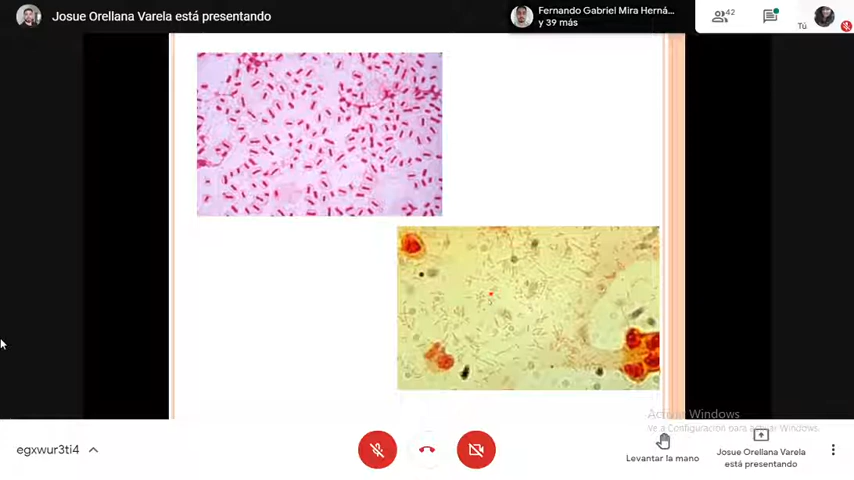 Josue Orellana Varela está presentando
Fernando Gabriel Mira Herná...
y 39 más
42
Tú
Activar Windows
Ve a Configuración para activar Windows.
egxwur3ti4
Levantar la mano
Josue Orellana Varela
está presentando